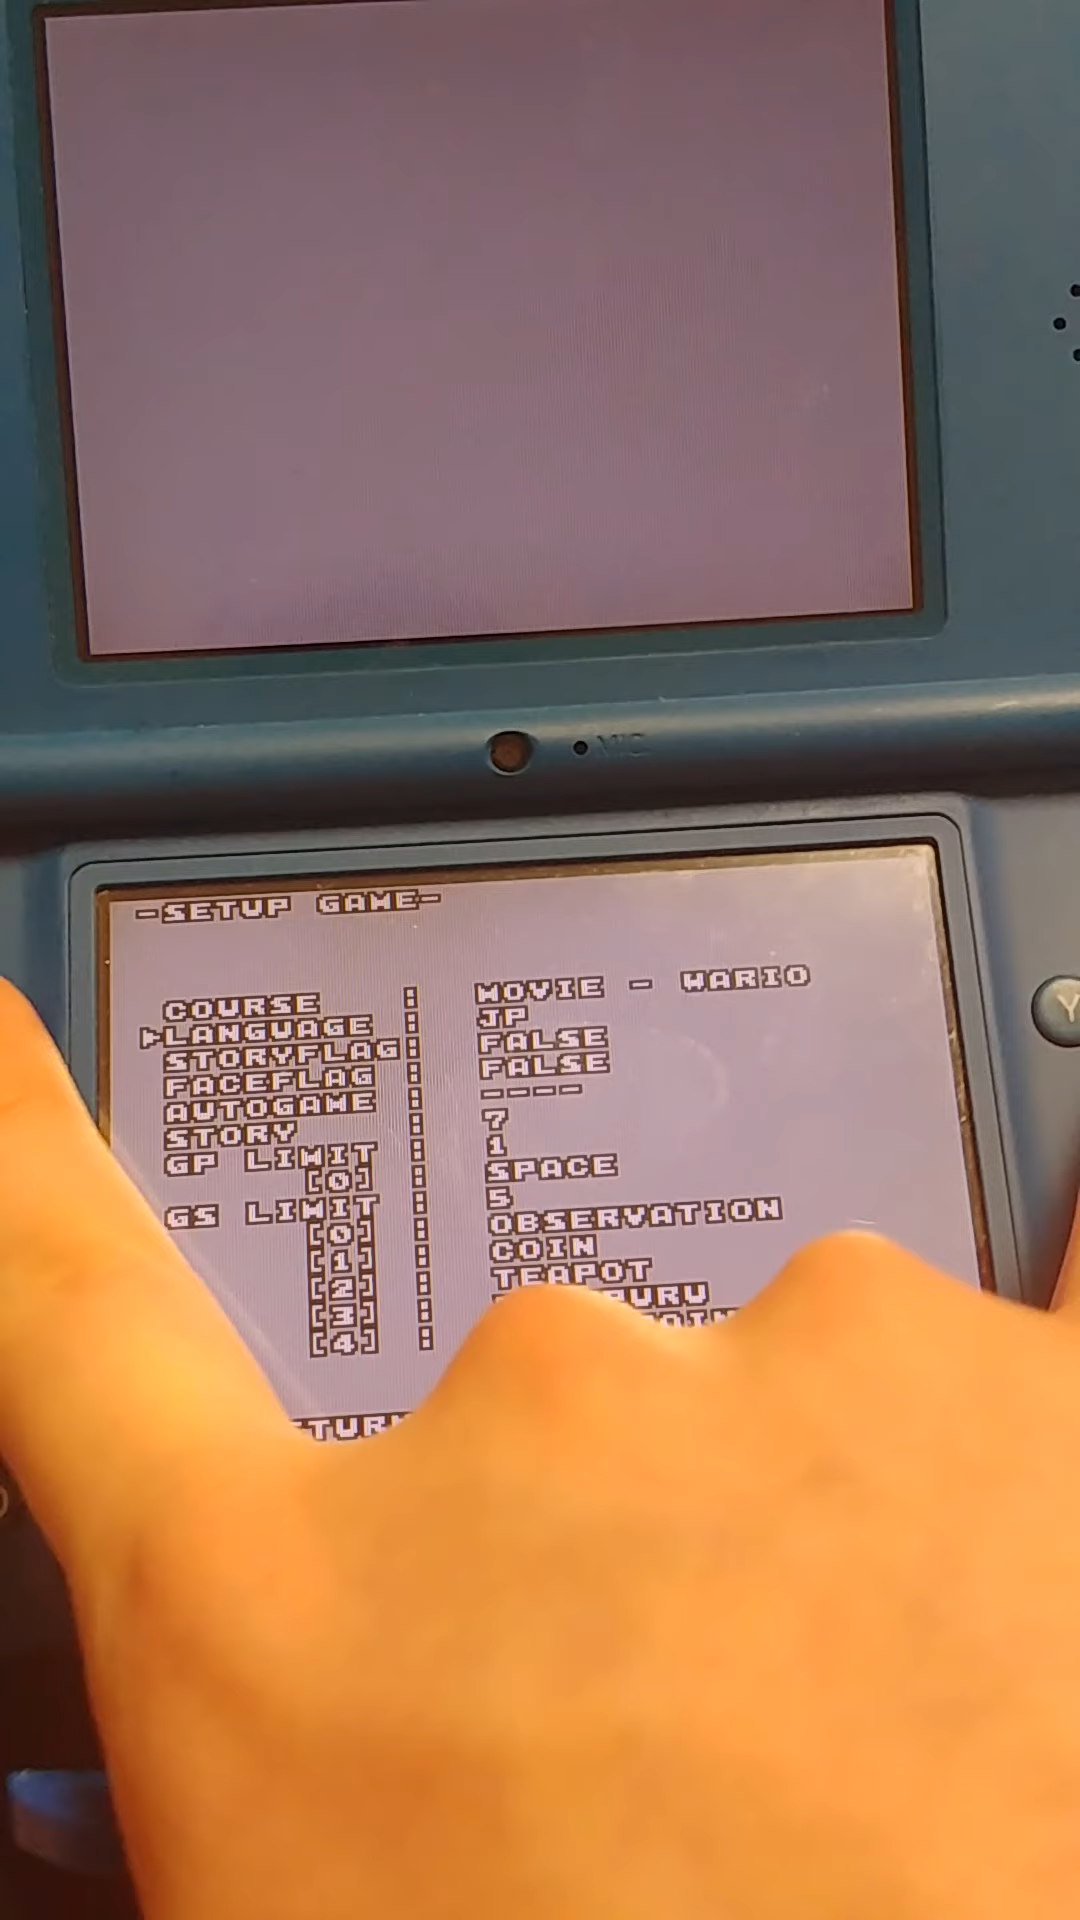 MIC
-SETUP GAME-
COURSE : MOVIE - WARIO
▶LANGUAGE : JP
STORYFLAG : FALSE
FACEFLAG : FALSE
AUTOGAME : ----
STORY : 7
GP LIMIT : 1
[0] : SPACE
GS LIMIT : 5
[0] : OBSERVATION
[1] : COIN
[2] : TEAPOT
[3] :
[4] :
Y